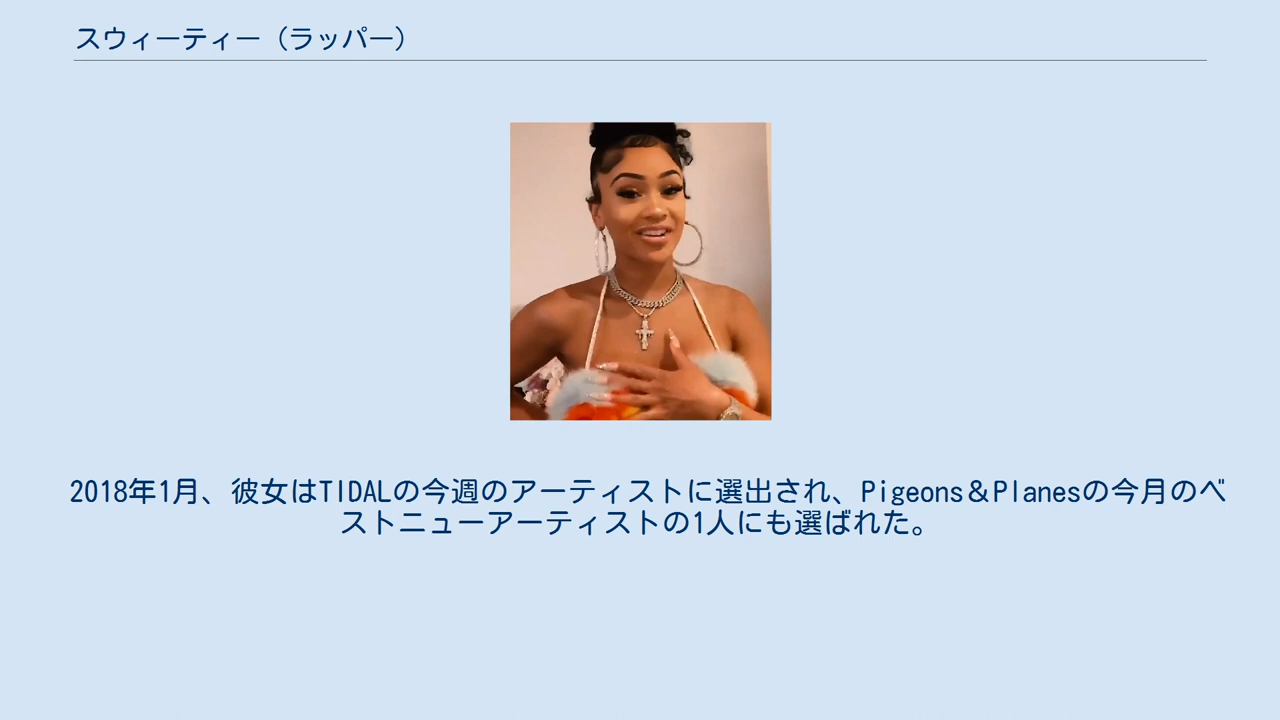 スウィーティー（ラッパー）
2018年1月、彼女はTIDALの今週のアーティストに選出され、Pigeons＆Planesの今月のベ
ストニューアーティストの1人にも選ばれた。